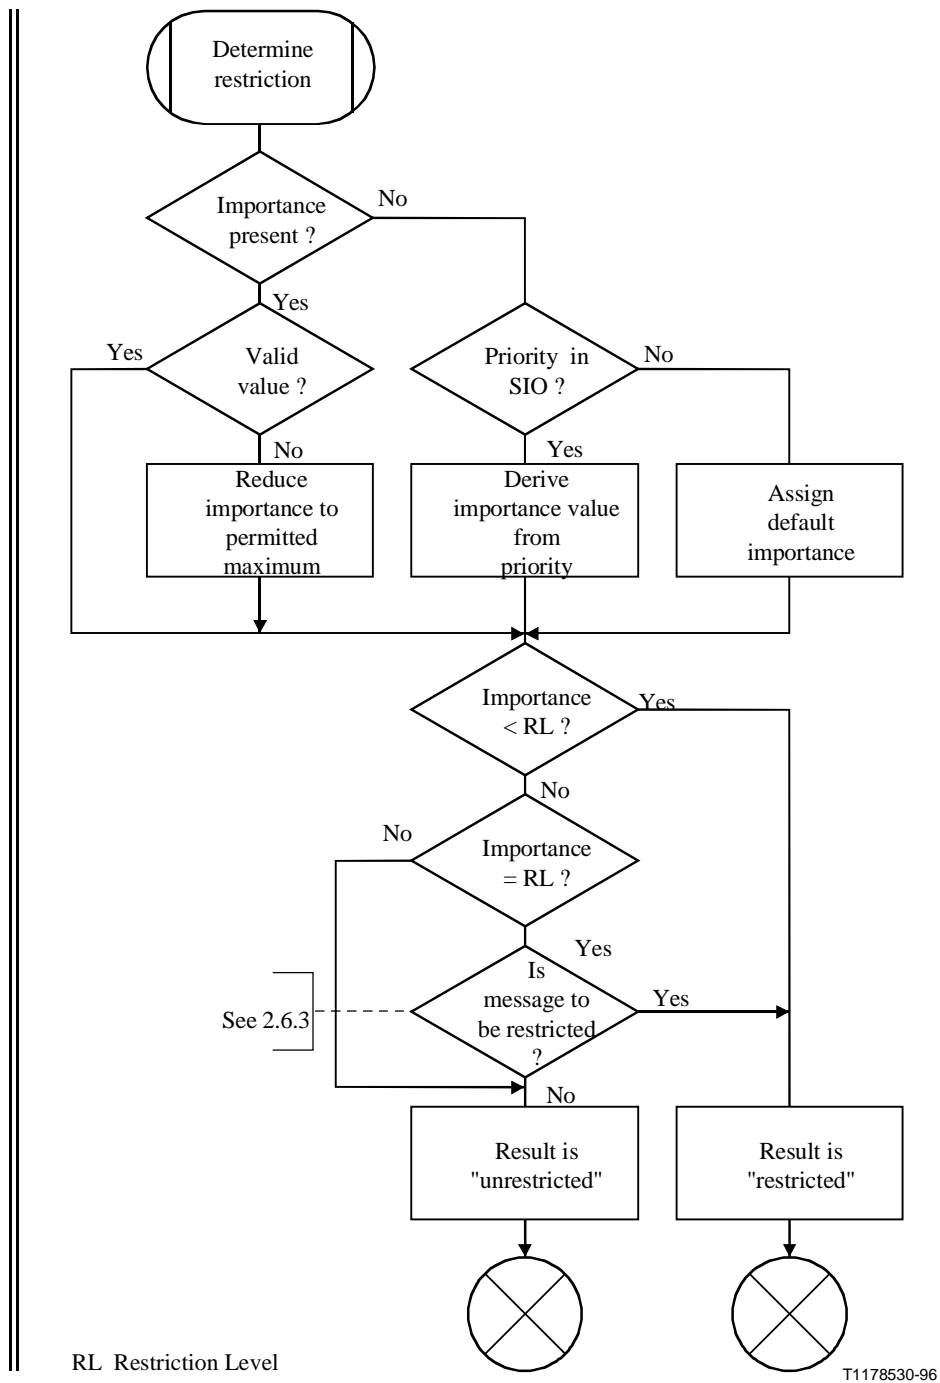 Determine
restriction
Importance
present ?
No
Yes
Yes
Valid
value ?
Priority in
SIO ?
No
No
Yes
Reduce
importance to
permitted
maximum
Derive
importance value
from
priority
Assign
default
importance
Importance
< RL ?
Yes
No
No
Importance
= RL ?
Yes
Is
message to
be restricted
?
Yes
See 2.6.3
No
Result is
"unrestricted"
Result is
"restricted"
RL Restriction Level
T1178530-96